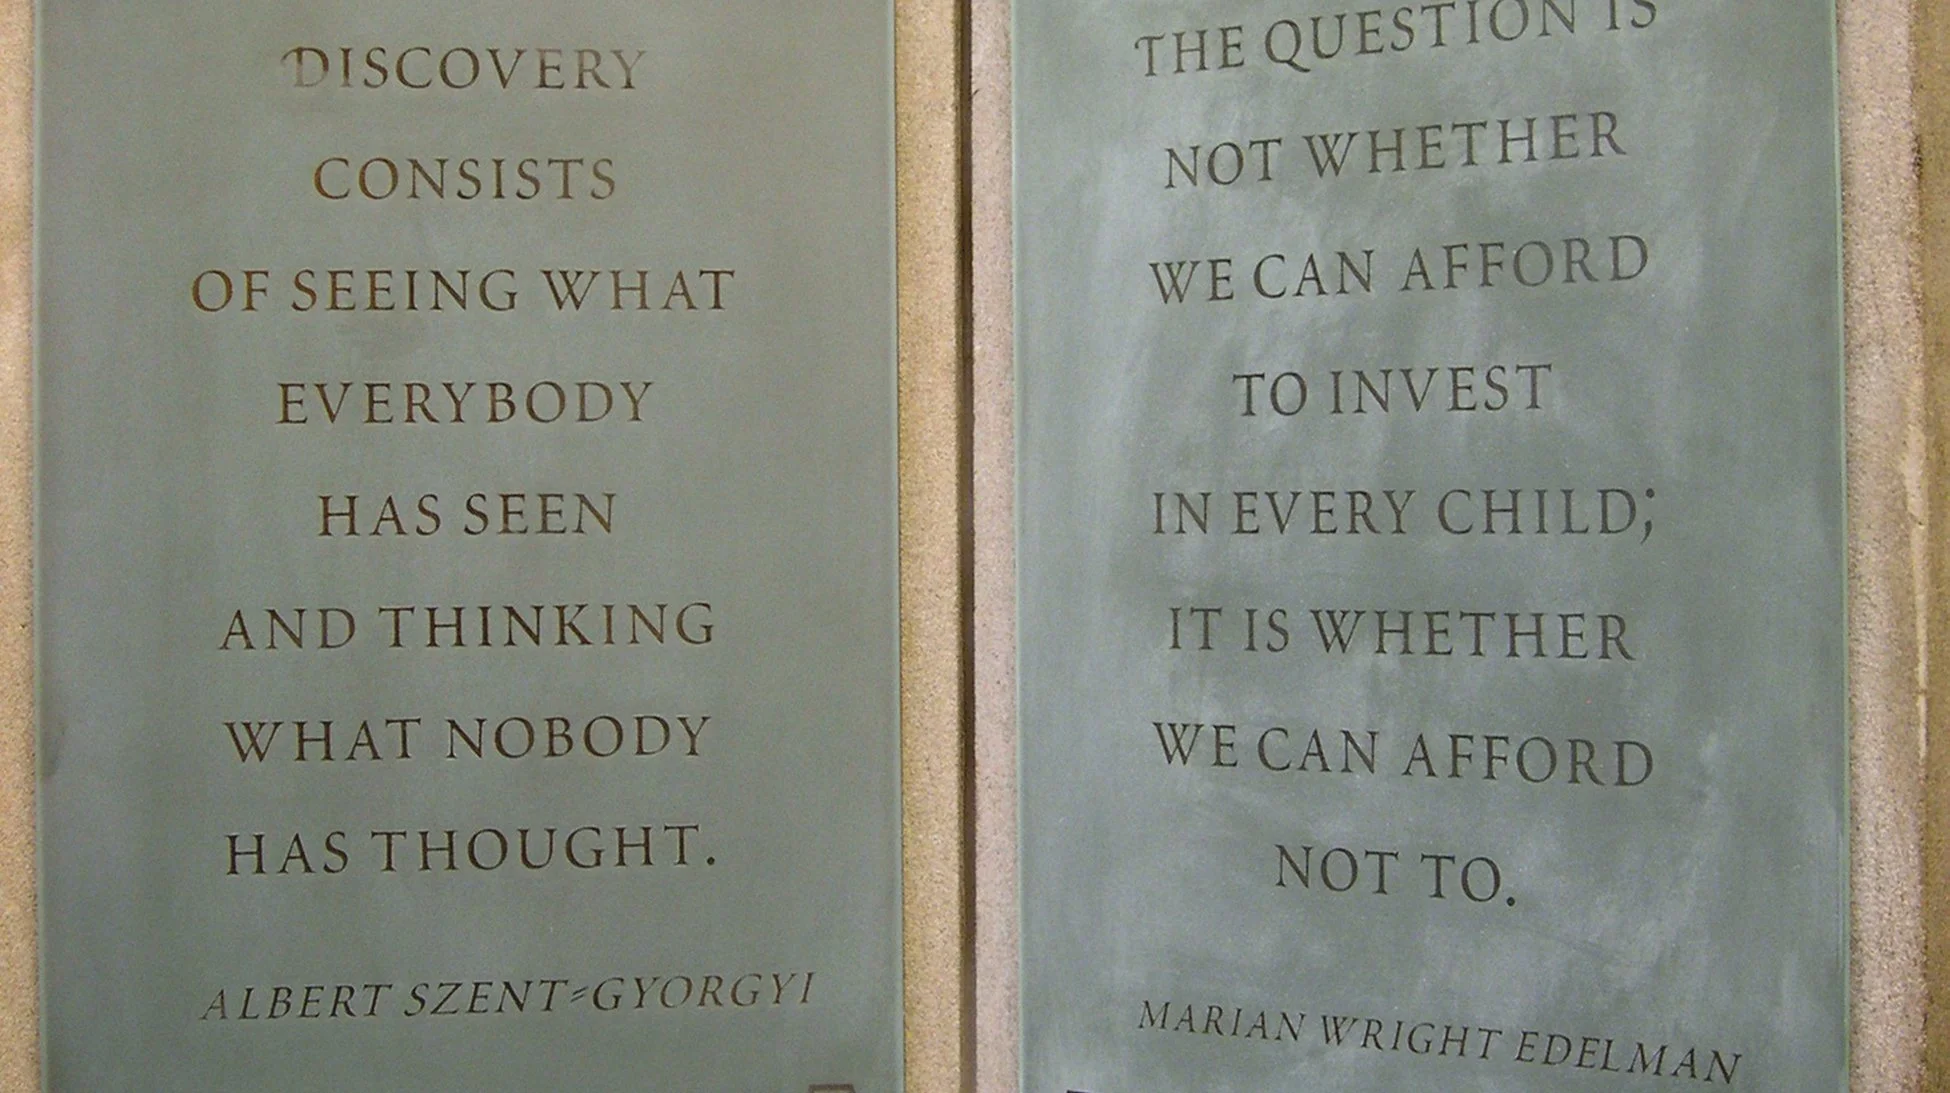 DISCOVERY
CONSISTS
OF SEEING WHAT
EVERYBODY
HAS SEEN
AND THINKING
WHAT NOBODY
HAS THOUGHT.
ALBERT SZENT-GYORGYI
THE QUESTION IS
NOT WHETHER
WE CAN AFFORD
TO INVEST
IN EVERY CHILD;
IT IS WHETHER
WE CAN AFFORD
NOT TO.
MARIAN WRIGHT EDELMAN